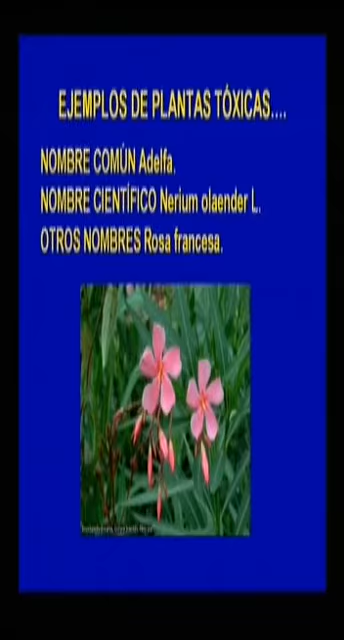 EJEMPLOS DE PLANTAS TÓXICAS....
NOMBRE COMÚN Adelfa.
NOMBRE CIENTÍFICO Nerium olaender L.
OTROS NOMBRES Rosa francesa.